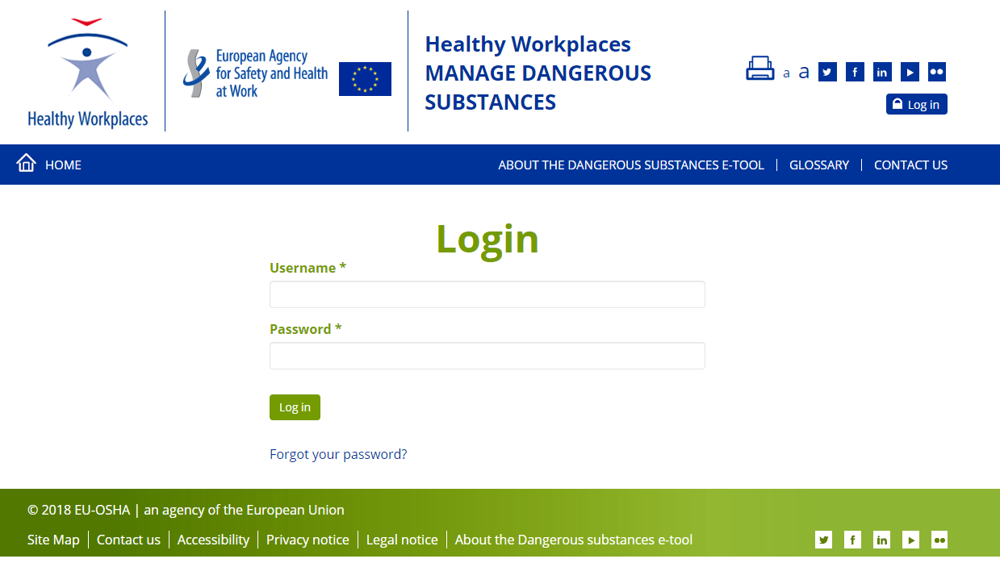 Healthy Workplaces
European Agency
for Safety and Health
at Work
Healthy Workplaces
MANAGE DANGEROUS
SUBSTANCES
a a
Log in
HOME
ABOUT THE DANGEROUS SUBSTANCES E-TOOL | GLOSSARY | CONTACT US
Login
Username *
Password *
Log in
Forgot your password?
© 2018 EU-OSHA | an agency of the European Union
Site Map | Contact us | Accessibility | Privacy notice | Legal notice | About the Dangerous substances e-tool